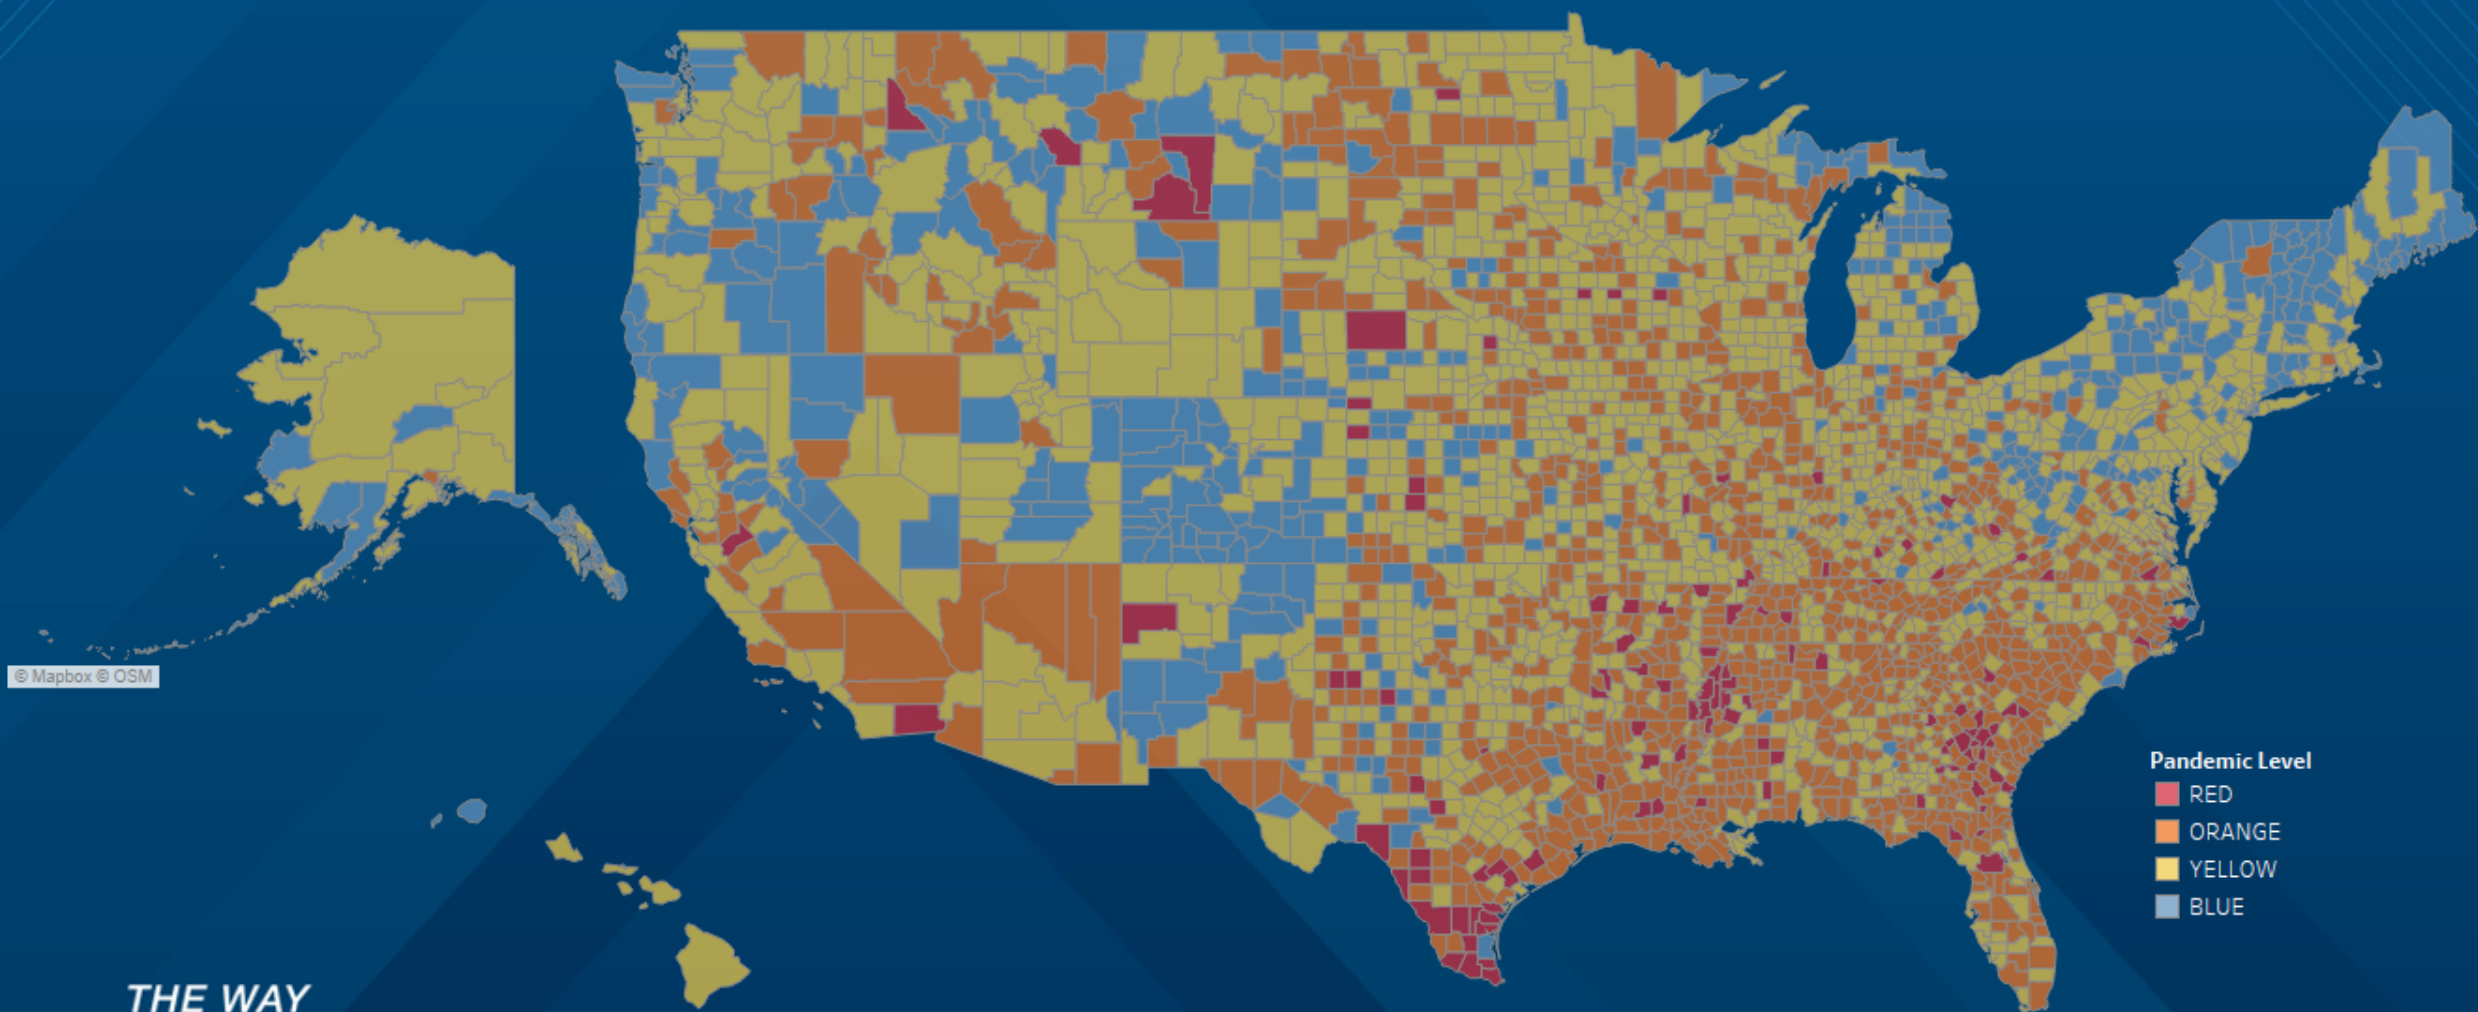 © Mapbox © OSM
Pandemic Level
RED
ORANGE
YELLOW
BLUE
THE WAY